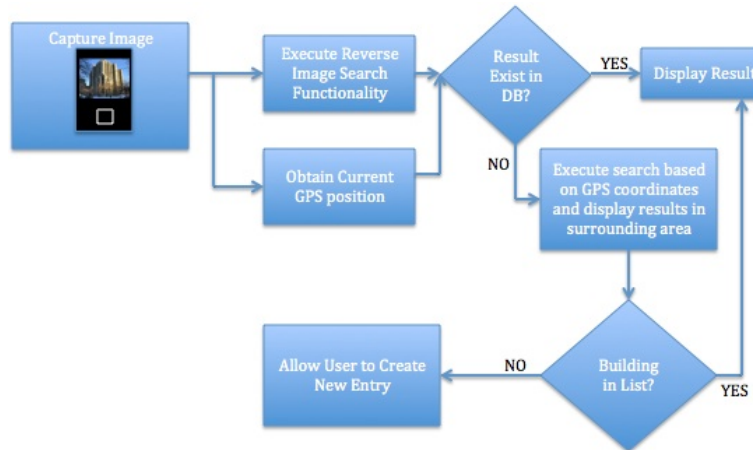 Capture Image
Execute Reverse
Image Search
Functionality
Result
Exist in
DB?
YES
Display Result
Obtain Current
GPS position
NO
Execute search based
on GPS coordinates
and display results in
surrounding area
Allow User to Create
New Entry
NO
Building
in List?
YES